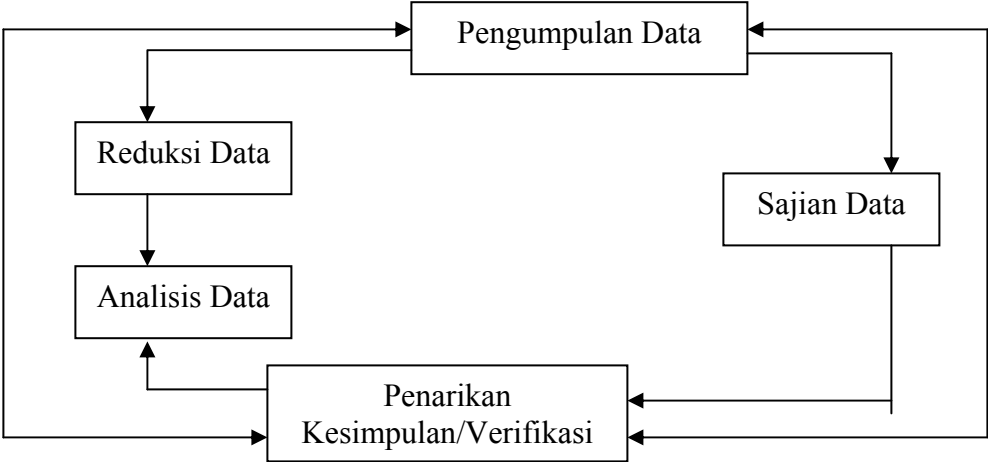 Pengumpulan Data
Reduksi Data
Sajian Data
Analisis Data
Penarikan
Kesimpulan/Verifikasi